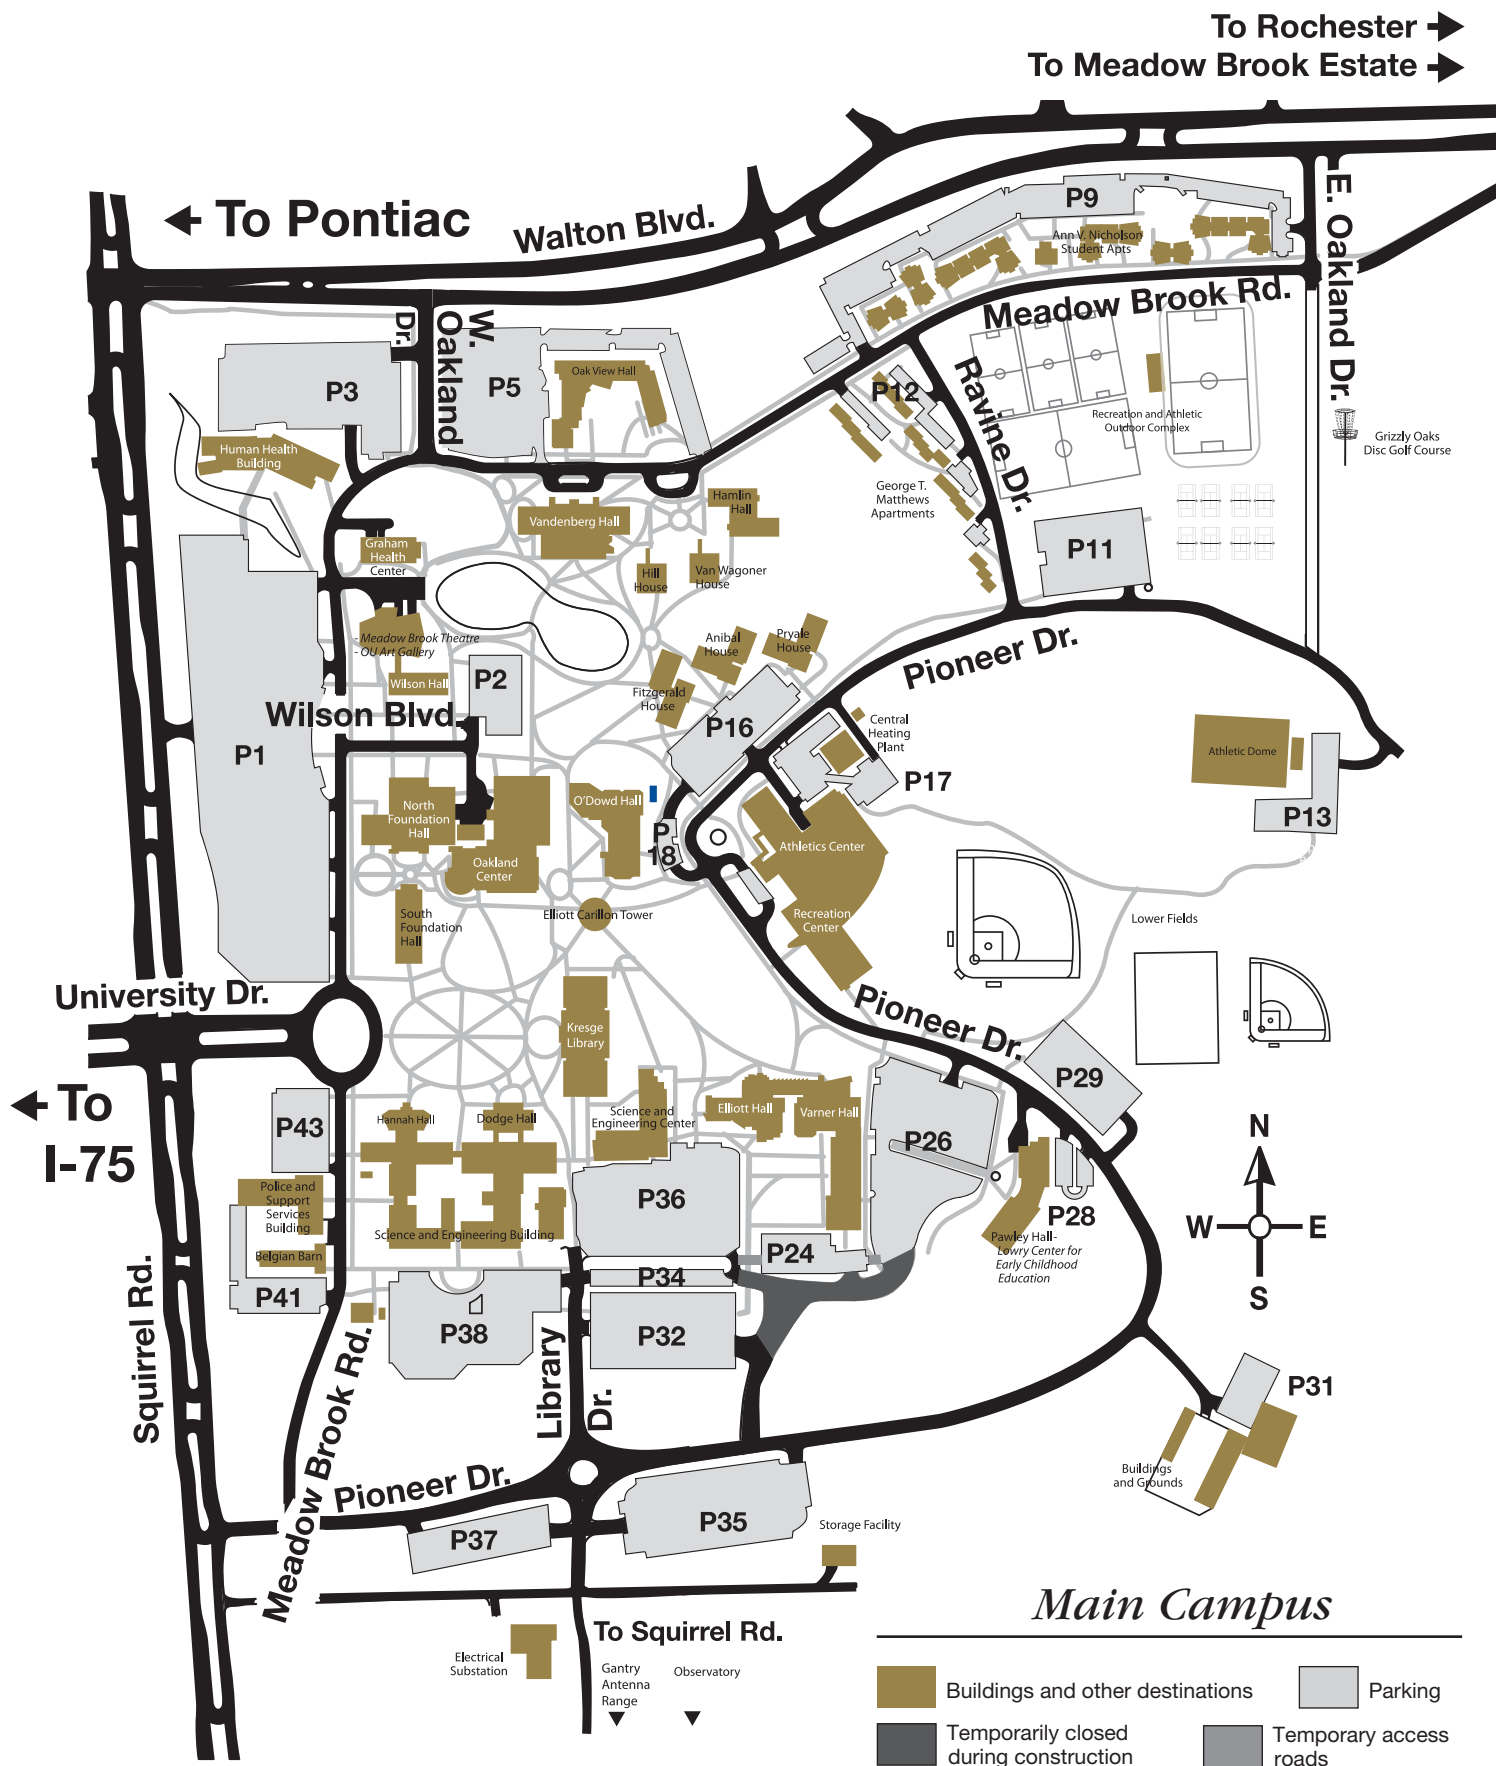 To Rochester
To Meadow Brook Estate
To Pontiac
Walton Blvd.
P9
Ann V. Nicholson
Student Apts
E. Oakland Dr.
Meadow Brook Rd.
W.
Oakland
Dr.
P3
P5
Oak View Hall
P12
Ravine Dr.
Recreation and Athletic
Outdoor Complex
Grizzly Oaks
Disc Golf Course
Human Health
Building
George T.
Matthews
Apartments
Hamlin
Hall
Vandenberg Hall
Graham
Health
Center
Hill
House
Van Wagoner
House
P11
- Meadow Brook Theatre
- OU Art Gallery
Anibal
House
Pryale
House
Pioneer Dr.
Wilson Hall
P2
Fitzgerald
House
Wilson Blvd.
P16
Central
Heating
Plant
P1
Athletic Dome
P17
P13
North
Foundation
Hall
O'Dowd Hall
P
18
Athletics Center
Oakland
Center
South
Foundation
Hall
Elliott Carillon Tower
Recreation
Center
Lower Fields
University Dr.
Pioneer Dr.
Kresge
Library
To
I-75
P43
P29
Hannah Hall
Dodge Hall
Science and
Engineering Center
Elliott Hall
Varner Hall
P26
N
W
E
S
Police and
Support
Services
Building
P36
P28
Science and Engineering Building
Pawley Hall-
Lowry Center for
Early Childhood
Education
Belgian Barn
P24
P34
P41
P38
P32
Squirrel Rd.
Meadow Brook Rd.
Library
Dr.
P31
Buildings
and Grounds
Pioneer Dr.
P37
P35
Storage Facility
Electrical
Substation
To Squirrel Rd.
Gantry
Antenna
Range
Observatory
Main Campus
Buildings and other destinations
Parking
Temporarily closed
during construction
Temporary access
roads